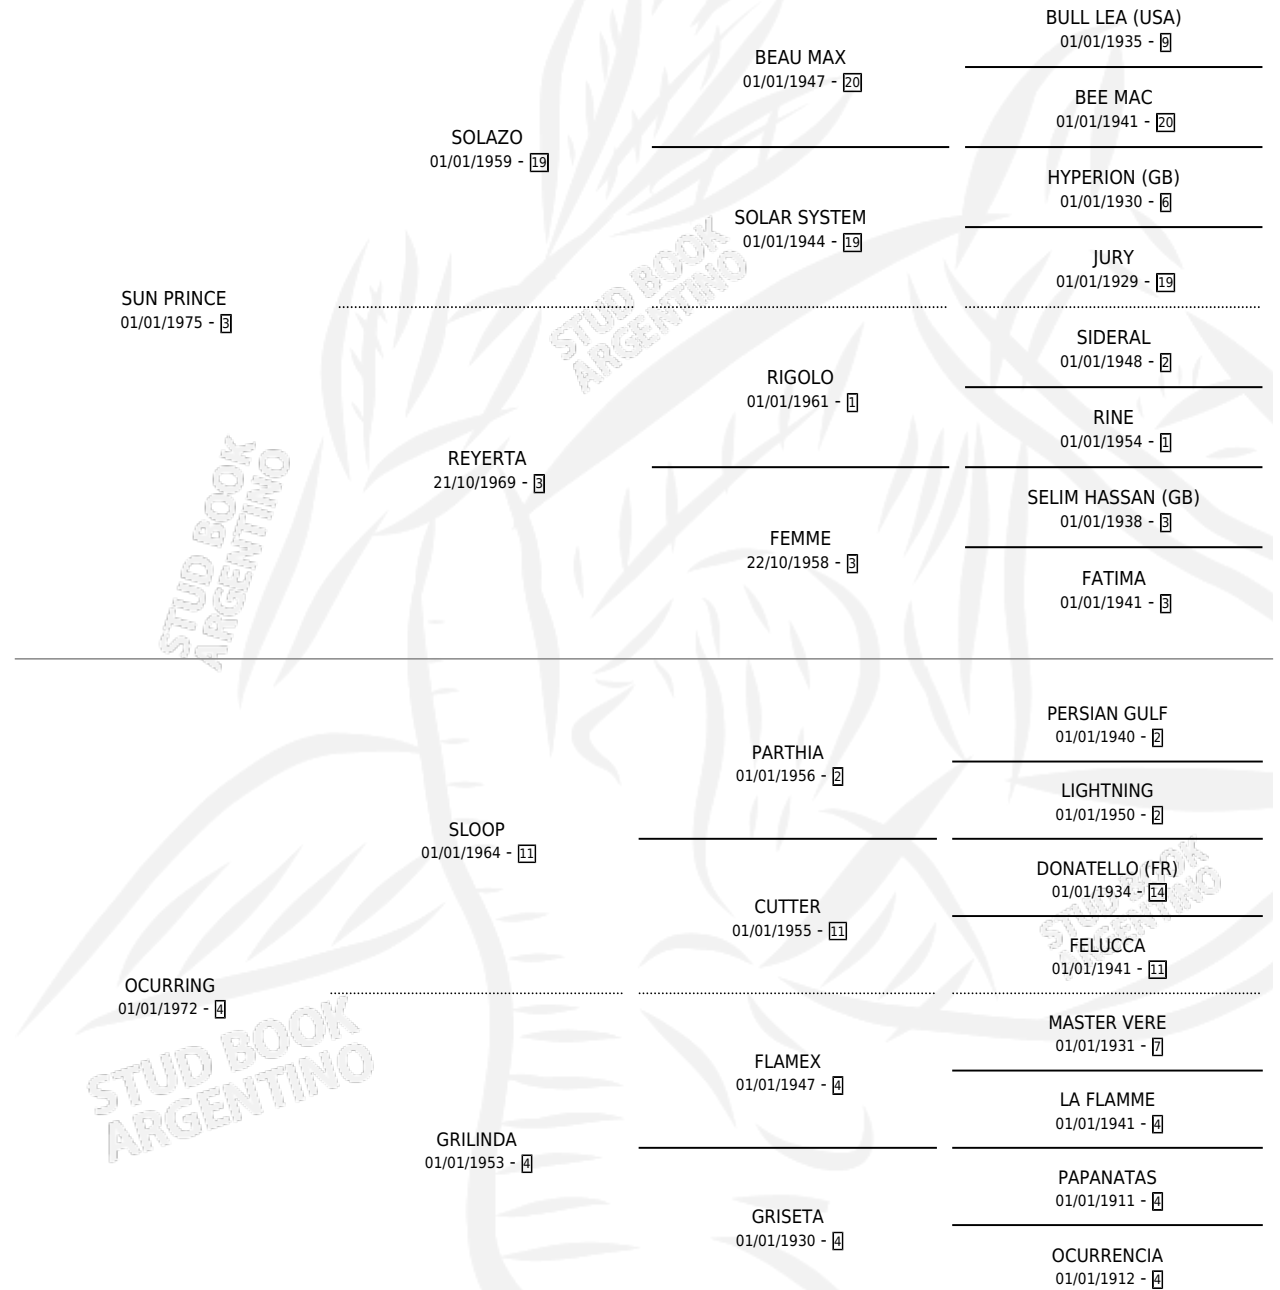 BULL LEA (USA)
01/01/1935 - 9
BEAU MAX
01/01/1947 - 20
BEE MAC
01/01/1941 - 20
SOLAZO
01/01/1959 - 19
HYPERION (GB)
01/01/1930 - 6
SOLAR SYSTEM
01/01/1944 - 19
JURY
01/01/1929 - 19
SUN PRINCE
01/01/1975 - 3
SIDERAL
01/01/1948 - 2
RIGOLO
01/01/1961 - 1
RINE
01/01/1954 - 1
REYERTA
21/10/1969 - 3
SELIM HASSAN (GB)
01/01/1938 - 3
FEMME
22/10/1958 - 3
FATIMA
01/01/1941 - 3
STUD BOOK
ARGENTINO
STUD BOOK
ARGENTINO
PERSIAN GULF
01/01/1940 - 2
PARTHIA
01/01/1956 - 2
LIGHTNING
01/01/1950 - 2
SLOOP
01/01/1964 - 11
DONATELLO (FR)
01/01/1934 - 14
CUTTER
01/01/1955 - 11
FELUCCA
01/01/1941 - 11
STUD BOOK
ARGENTINO
OCURRING
01/01/1972 - 4
MASTER VERE
01/01/1931 - 7
FLAMEX
01/01/1947 - 4
LA FLAMME
01/01/1941 - 4
GRILINDA
01/01/1953 - 4
PAPANATAS
01/01/1911 - 4
GRISETA
01/01/1930 - 4
OCURRENCIA
01/01/1912 - 4
STUD BOOK
ARGENTINO